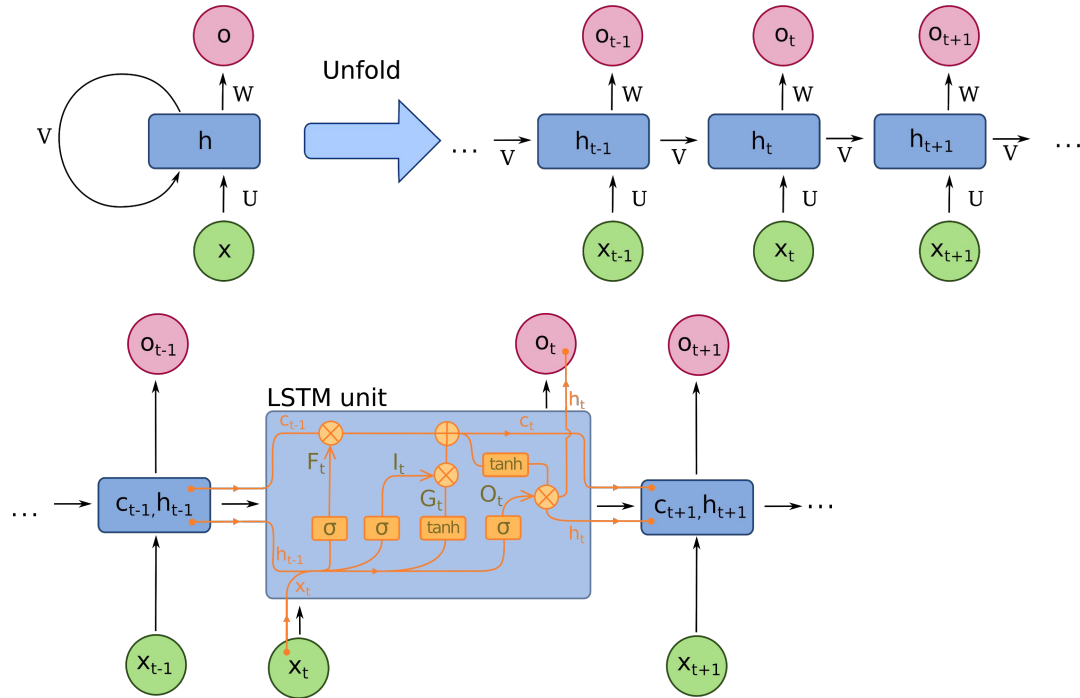 o
W
V
h
U
x
Unfold
o_{t-1} o_t o_{t+1}
W W W
... V h_{t-1} V h_t V h_{t+1} V ...
U U U
x_{t-1} x_t x_{t+1}
o_{t-1} o_t o_{t+1}
LSTM unit
h_t
c_{t-1} c_t
F_t I_t tanh
G_t O_t
... c_{t-1},h_{t-1} c_{t+1},h_{t+1} ...
σ σ tanh σ
h_{t-1} h_t
x_t
x_{t-1} x_t x_{t+1}